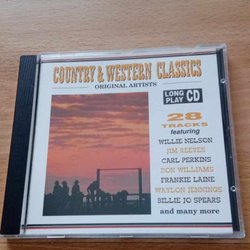 COUNTRY & WESTERN CLASSICS
ORIGINAL ARTISTS
LONG PLAY CD
28
TRACKS
featuring
WILLIE NELSON
JIM REEVES
CARL PERKINS
DON WILLIAMS
FRANKIE LAINE
WAYLON JENNINGS
BILLIE JO SPEARS
and many more